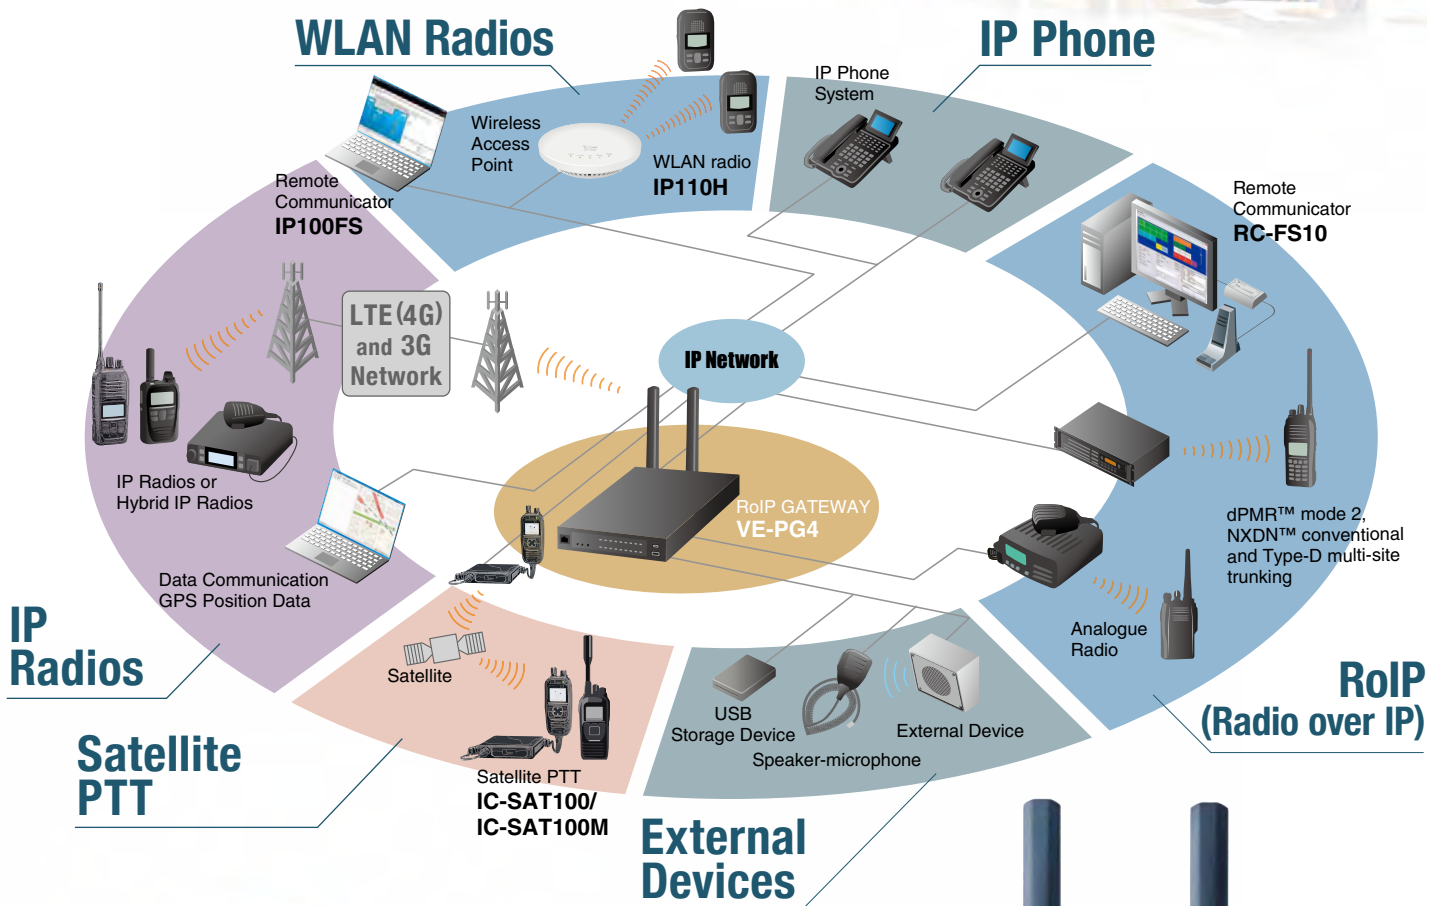 WLAN Radios
IP Phone
IP Phone
System
Wireless
Access
Point
WLAN radio
IP110H
Remote
Communicator
IP100FS
Remote
Communicator
RC-FS10
LTE (4G)
and 3G
Network
IP Network
IP Radios or
Hybrid IP Radios
RoIP GATEWAY
VE-PG4
dPMR™ mode 2,
NXDN™ conventional
and Type-D multi-site
trunking
Data Communication
GPS Position Data
IP
Radios
Analogue
Radio
Satellite
RoIP
(Radio over IP)
USB
Storage Device
External Device
Speaker-microphone
Satellite
PTT
Satellite PTT
IC-SAT100/
IC-SAT100M
External
Devices